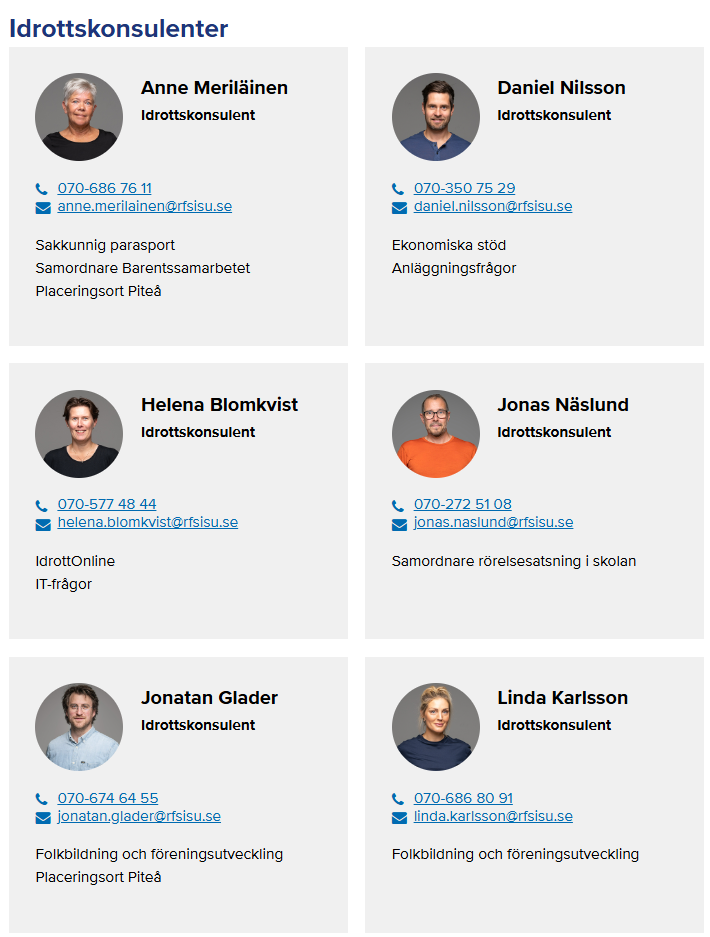 Idrottskonsulenter
Anne Meriläinen
Idrottskonsulent
070-686 76 11
anne.merilainen@rfsisu.se
Sakkunnig parasport
Samordnare Barentssamarbetet
Placeringsort Piteå
Daniel Nilsson
Idrottskonsulent
070-350 75 29
daniel.nilsson@rfsisu.se
Ekonomiska stöd
Anläggningsfrågor
Helena Blomkvist
Idrottskonsulent
070-577 48 44
helena.blomkvist@rfsisu.se
IdrottOnline
IT-frågor
Jonas Näslund
Idrottskonsulent
070-272 51 08
jonas.naslund@rfsisu.se
Samordnare rörelsesatsning i skolan
Jonatan Glader
Idrottskonsulent
070-674 64 55
jonatan.glader@rfsisu.se
Folkbildning och föreningsutveckling
Placeringsort Piteå
Linda Karlsson
Idrottskonsulent
070-686 80 91
linda.karlsson@rfsisu.se
Folkbildning och föreningsutveckling